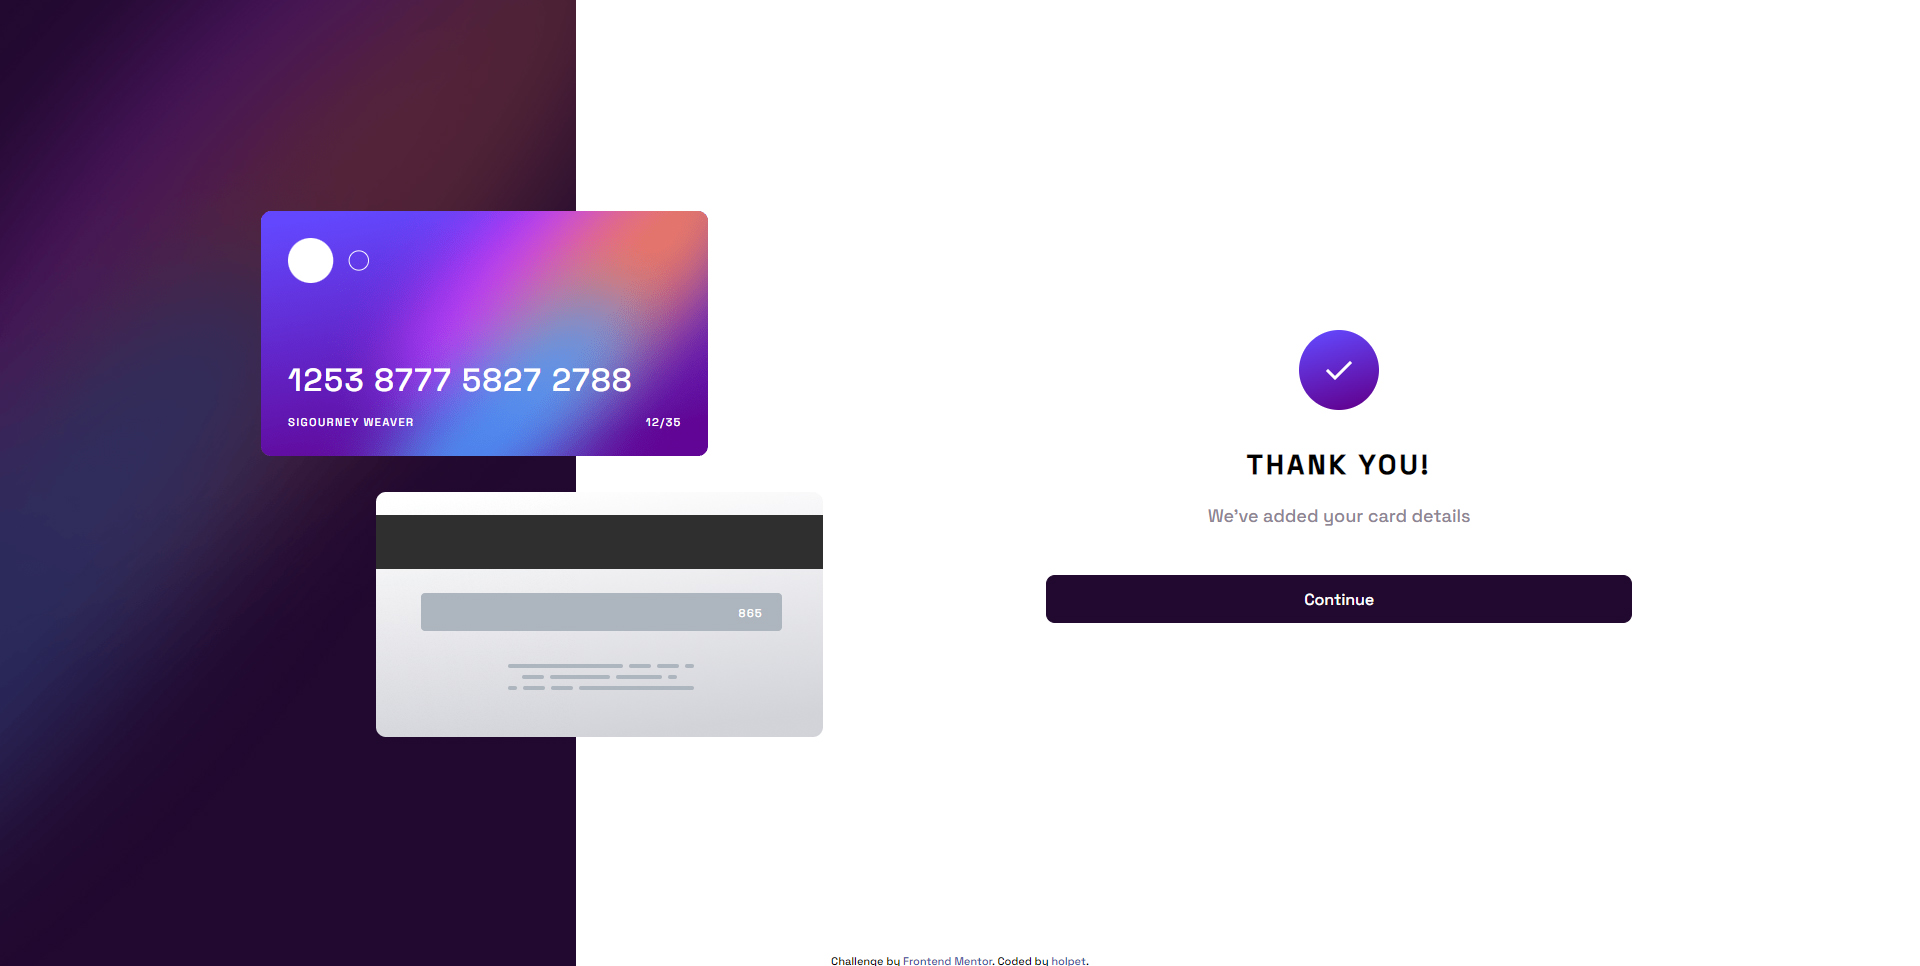 1253 8777 5827 2788
SIGOURNEY WEAVER 12/35
865
THANK YOU!
We've added your card details
Continue
Challenge by Frontend Mentor. Coded by holpet.